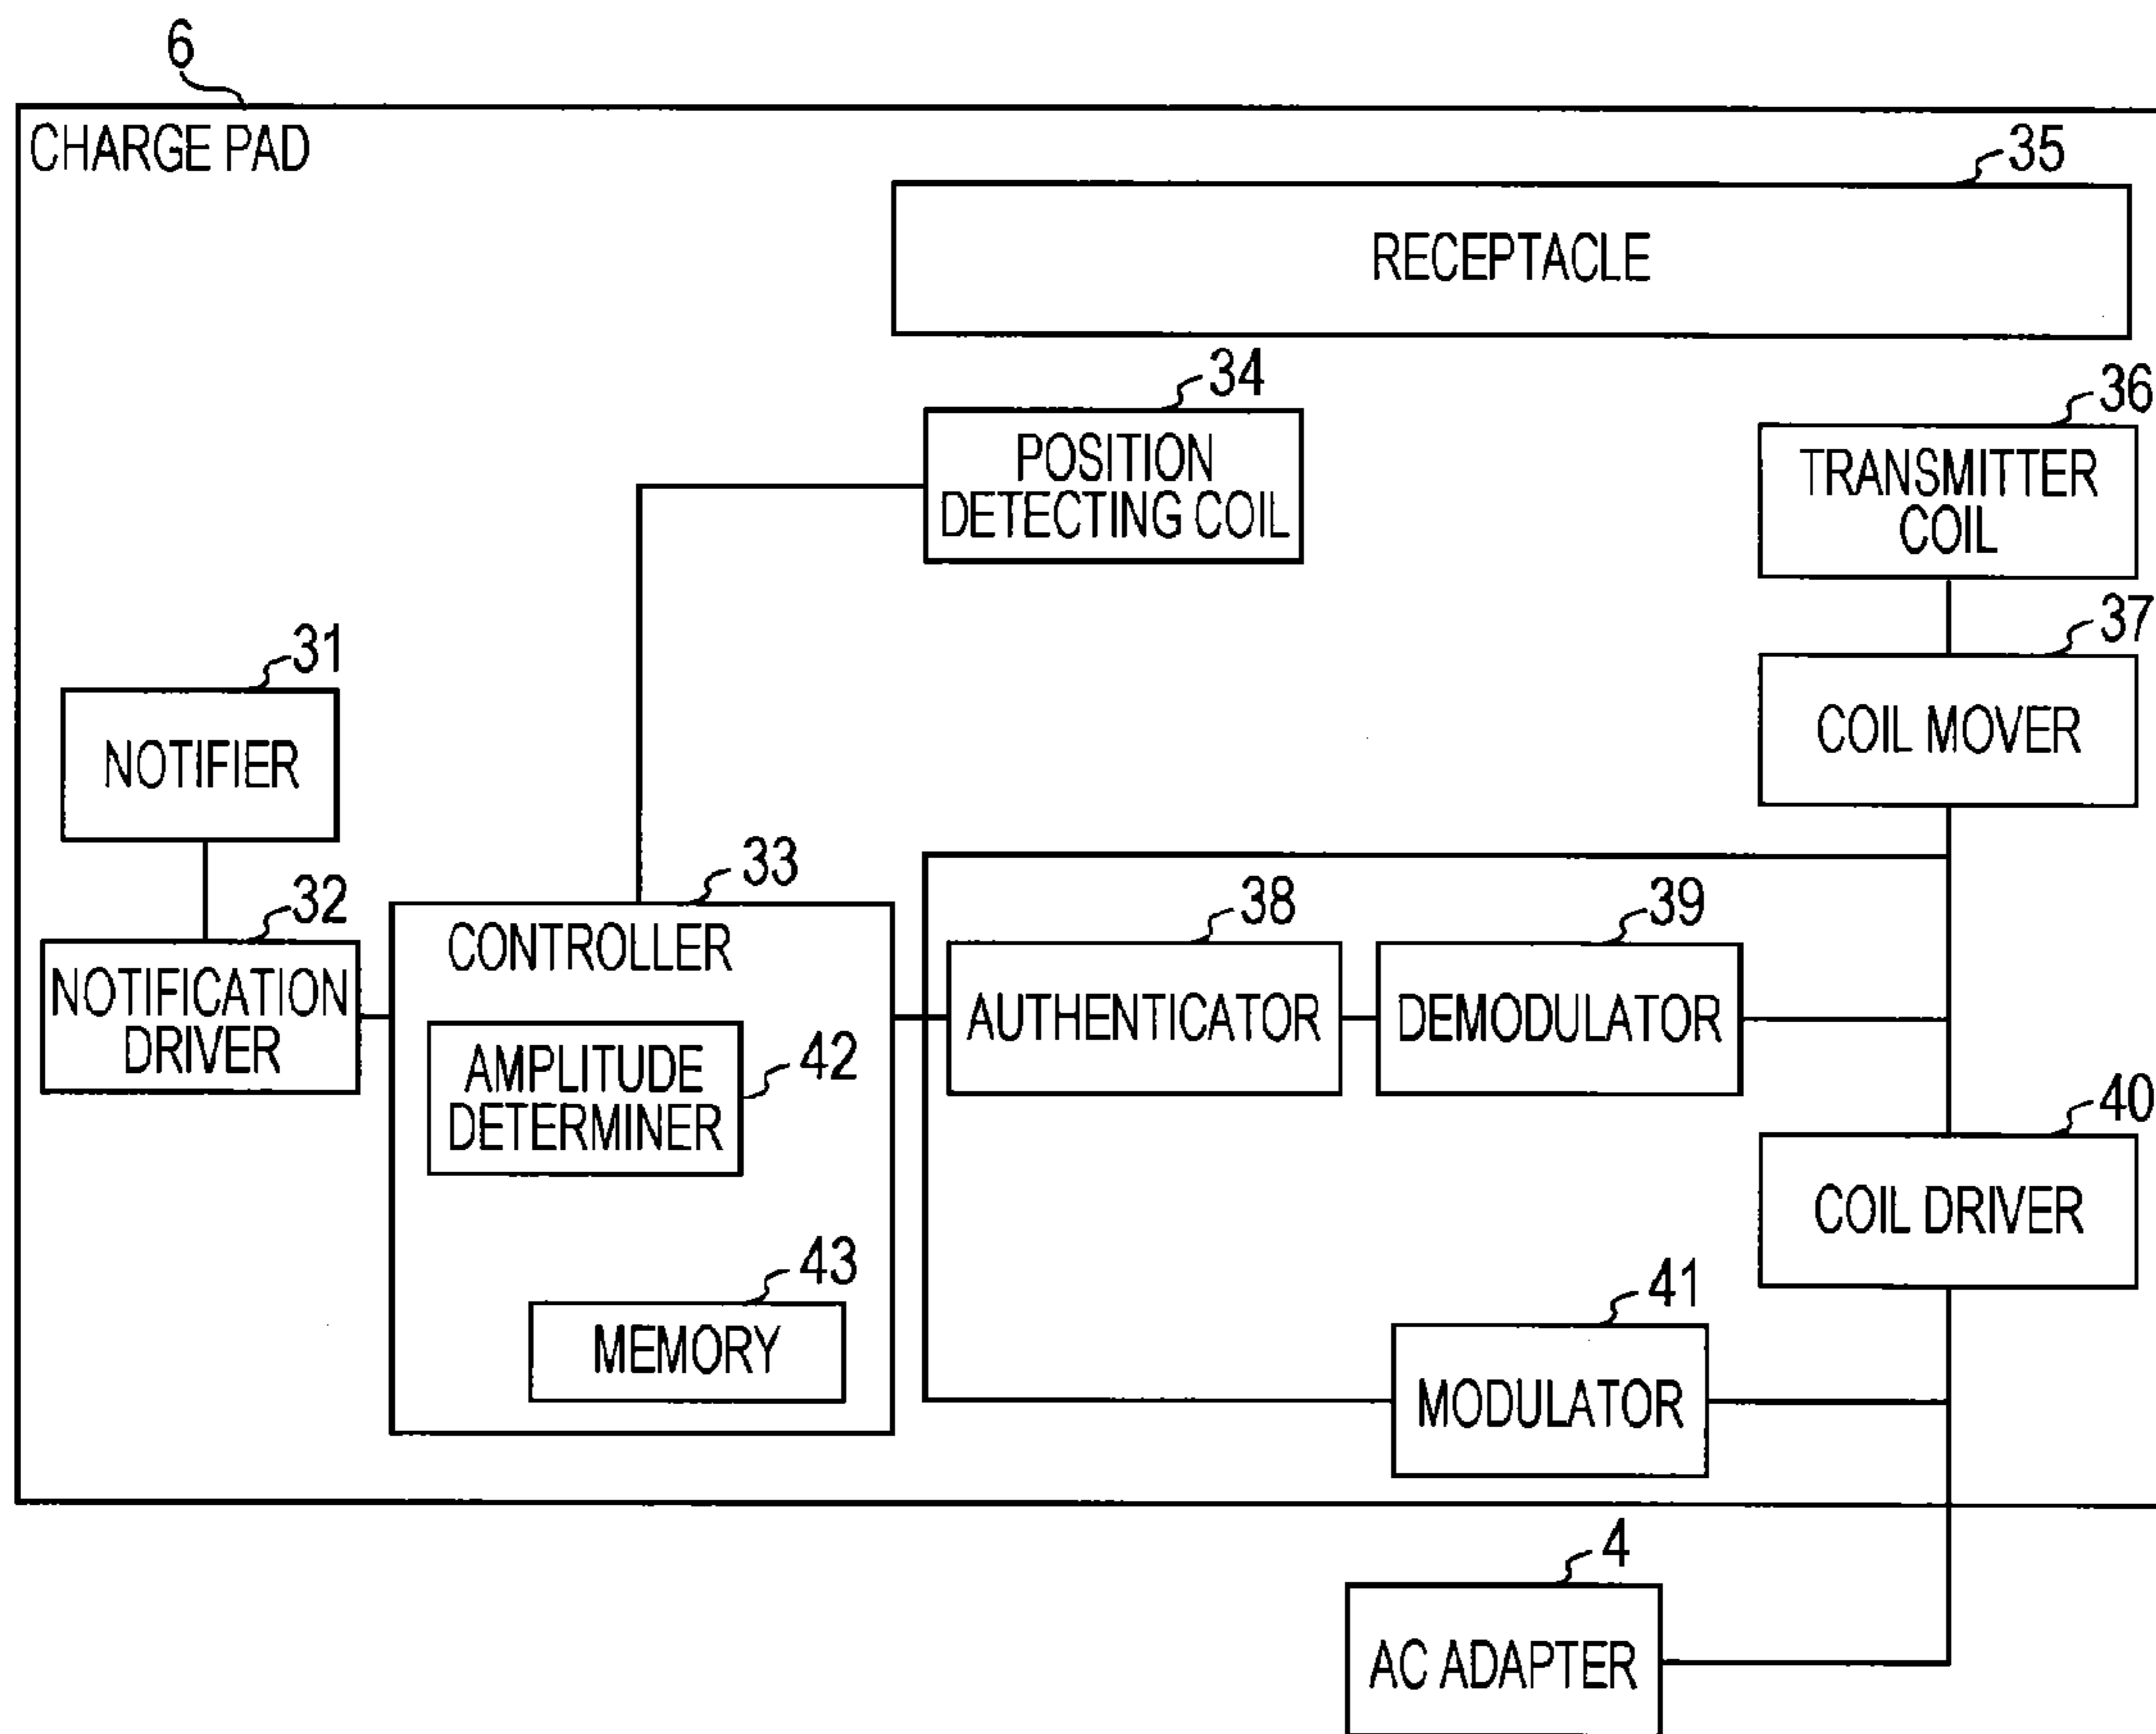 6
CHARGE PAD
35
RECEPTACLE
34
POSITION
DETECTING COIL
36
TRANSMITTER
COIL
37
COIL MOVER
31
NOTIFIER
32
NOTIFICATION
DRIVER
33
CONTROLLER
42
AMPLITUDE
DETERMINER
43
MEMORY
38
AUTHENTICATOR
39
DEMODULATOR
40
COIL DRIVER
41
MODULATOR
4
AC ADAPTER